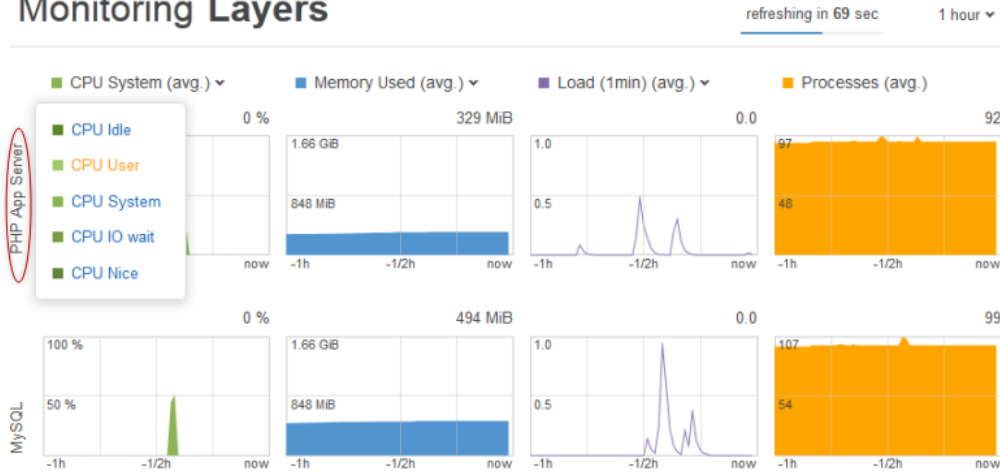 Monitoring Layers
refreshing in 69 sec
1 hour
CPU System (avg.)
Memory Used (avg.)
Load (1min) (avg.)
Processes (avg.)
PHP App Server
CPU Idle
CPU User
CPU System
CPU IO wait
CPU Nice
0 %
now
329 MiB
1.66 GiB
848 MiB
-1h -1/2h now
0.0
1.0
0.5
-1h -1/2h now
92
97
48
-1h -1/2h now
MySQL
0 %
100 %
50 %
-1h -1/2h now
494 MiB
1.66 GiB
848 MiB
-1h -1/2h now
0.0
1.0
0.5
-1h -1/2h now
99
107
54
-1h -1/2h now